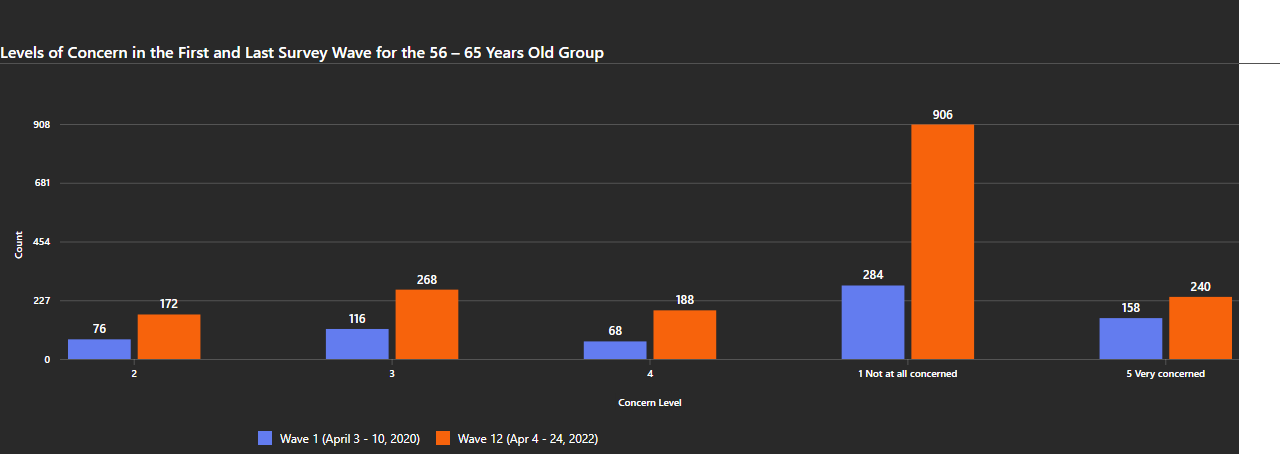 Levels of Concern in the First and Last Survey Wave for the 56 – 65 Years Old Group
908
681
454
227
0
Count
76
172
116
268
68
188
284
906
158
240
2
3
4
1 Not at all concerned
5 Very concerned
Concern Level
Wave 1 (April 3 - 10, 2020)
Wave 12 (Apr 4 - 24, 2022)